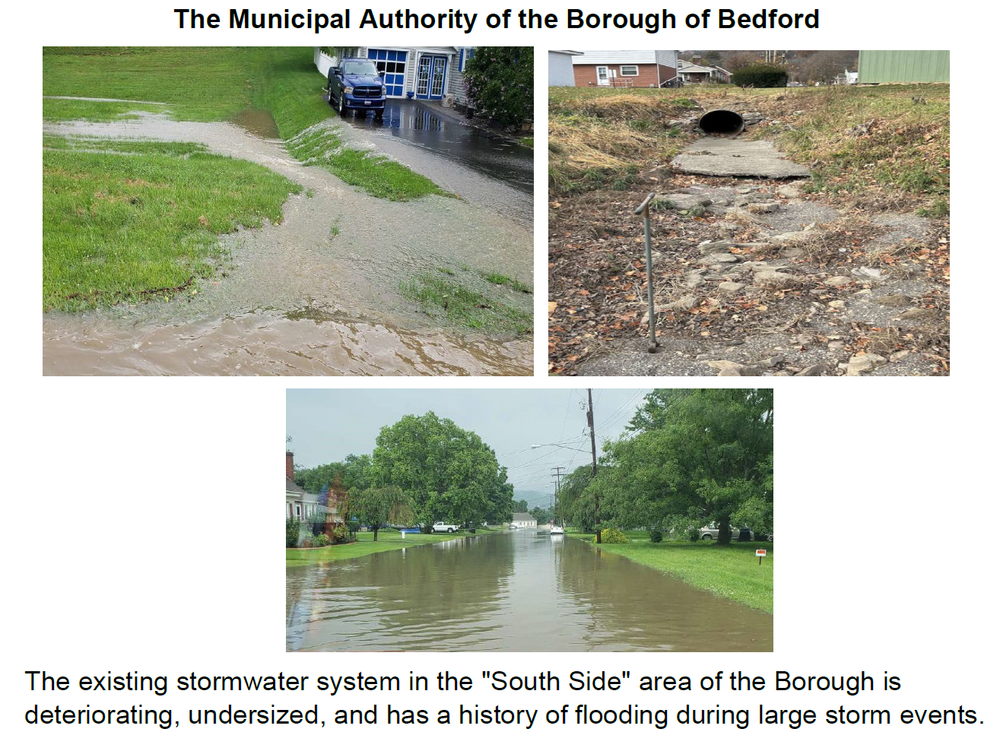 The Municipal Authority of the Borough of Bedford
The existing stormwater system in the "South Side" area of the Borough is
deteriorating, undersized, and has a history of flooding during large storm events.